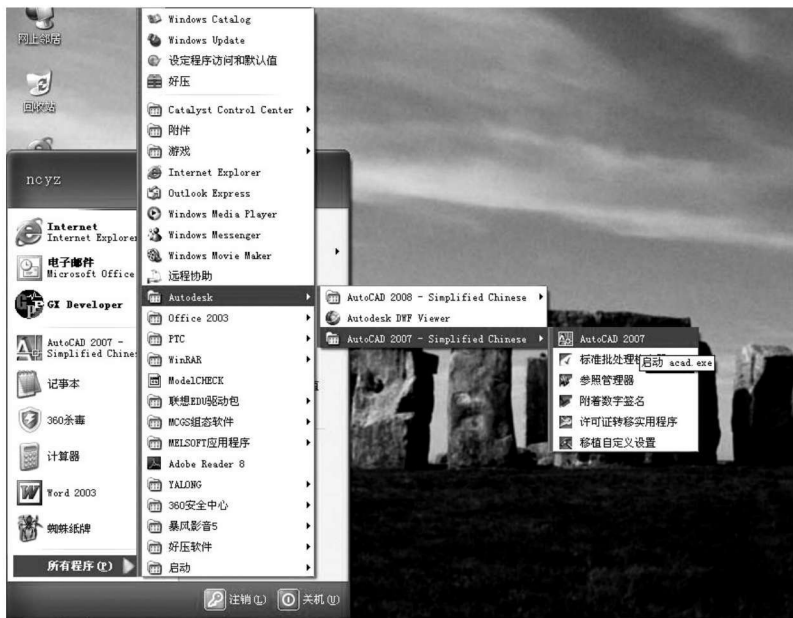 网上邻居
回收站
ncyz
Internet
Internet Explorer
电子邮件
Microsoft Office
GX Developer
AutoCAD 2007 -
Simplified Chine
记事本
360杀毒
计算器
Word 2003
蜘蛛纸牌
所有程序(P)
Windows Catalog
Windows Update
设定程序访问和默认值
好压
Catalyst Control Center
附件
游戏
Internet Explorer
Outlook Express
Windows Media Player
Windows Messenger
Windows Movie Maker
远程协助
Autodesk
Office 2003
PTC
WinRAR
ModelCHECK
联想EDU驱动包
MCGS组态软件
MELSOFT应用程序
Adobe Reader 8
YALONG
360安全中心
暴风影音5
好压软件
启动
AutoCAD 2008 - Simplified Chinese
Autodesk DWF Viewer
AutoCAD 2007 - Simplified Chinese
AutoCAD 2007
标准批处理检
启动 acad.exe
参照管理器
附着数字签名
许可证转移实用程序
移植自定义设置
注销(L)
关机(U)